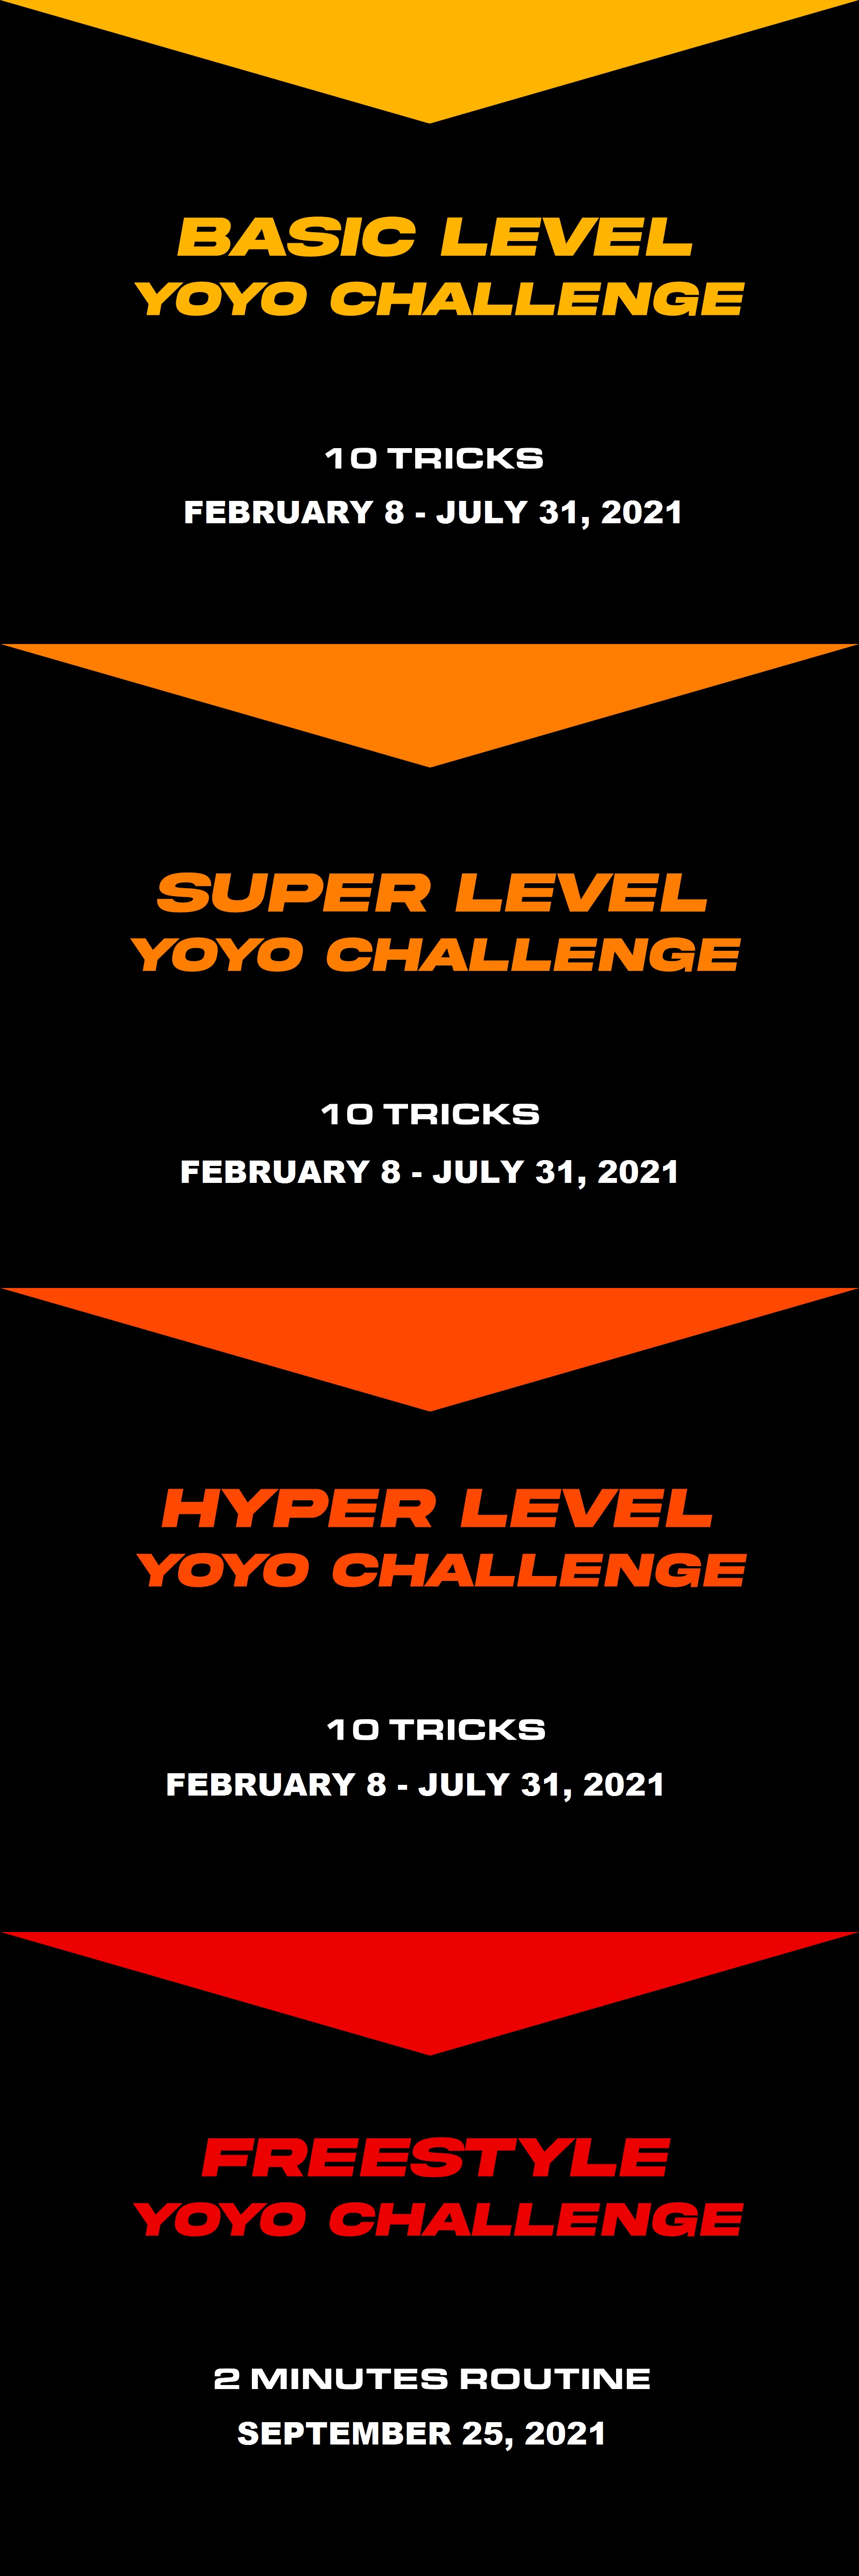 BASIC LEVEL
YOYO CHALLENGE
10 TRICKS
FEBRUARY 8 - JULY 31, 2021
SUPER LEVEL
YOYO CHALLENGE
10 TRICKS
FEBRUARY 8 - JULY 31, 2021
HYPER LEVEL
YOYO CHALLENGE
10 TRICKS
FEBRUARY 8 - JULY 31, 2021
FREESTYLE
YOYO CHALLENGE
2 MINUTES ROUTINE
SEPTEMBER 25, 2021